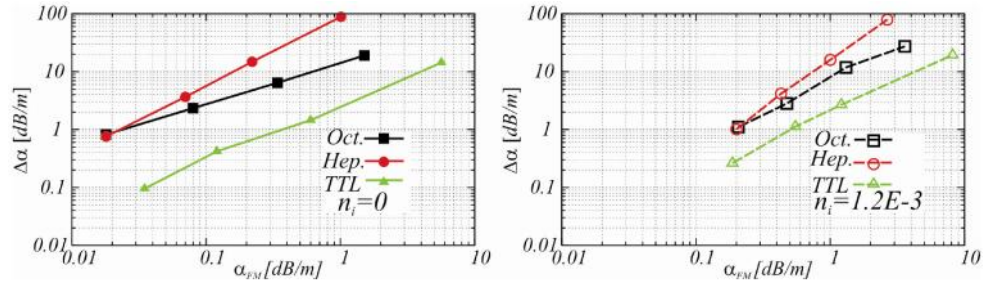 100
10
1
0.1
0.01
Δα [dB/m]
Oct.
Hep.
TTL
n_i=0
0.01 0.1 1 10
α_FM [dB/m]
100
10
1
0.1
0.01
Δα [dB/m]
Oct.
Hep.
TTL
n_i=1.2E-3
0.01 0.1 1 10
α_FM [dB/m]